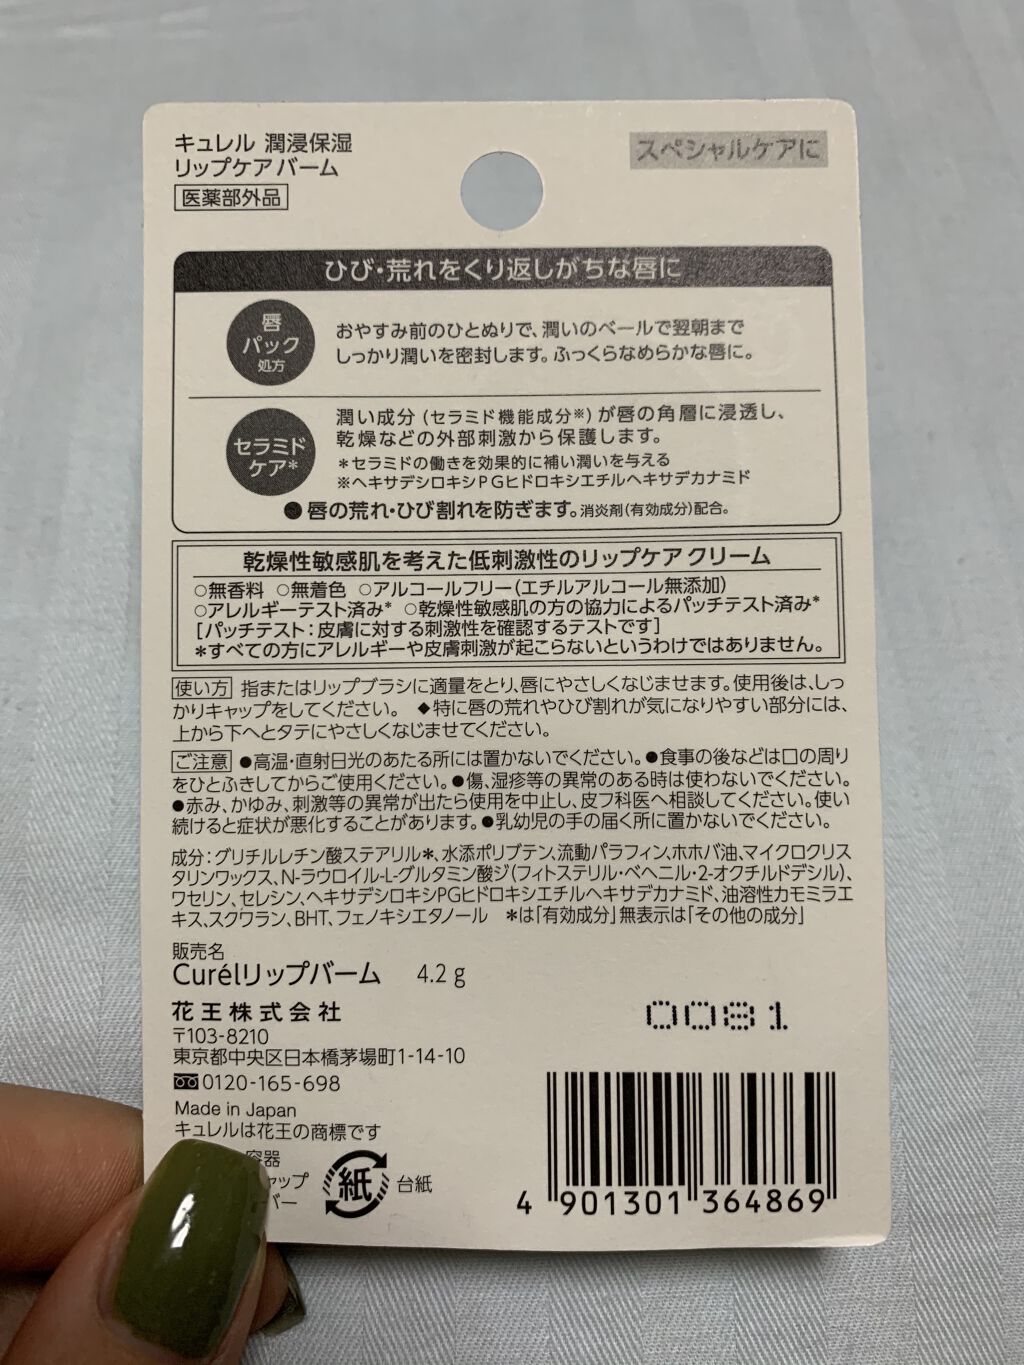 キュレル 潤浸保湿
リップケア バーム
医薬部外品
スペシャルケアに
ひび・荒れをくり返しがちな唇に
唇
パック
処方
おやすみ前のひとぬりで、潤いのベールで翌朝まで
しっかり潤いを密封します。ふっくらなめらかな唇に。
セラミド
ケア*
潤い成分(セラミド機能成分※)が唇の角層に浸透し、
乾燥などの外部刺激から保護します。
*セラミドの働きを効果的に補い潤いを与える
※ヘキサデシロキシPGヒドロキシエチルヘキサデカナミド
●唇の荒れ・ひび割れを防ぎます。消炎剤(有効成分)配合。
乾燥性敏感肌を考えた低刺激性のリップケア クリーム
○無香料 ○無着色 ○アルコールフリー(エチルアルコール無添加)
○アレルギーテスト済み* ○乾燥性敏感肌の方の協力によるパッチテスト済み*
[パッチテスト:皮膚に対する刺激性を確認するテストです]
*すべての方にアレルギーや皮膚刺激が起こらないというわけではありません。
使い方 指またはリップブラシに適量をとり、唇にやさしくなじませます。使用後は、しっ
かりキャップをしてください。 ◆特に唇の荒れやひび割れが気になりやすい部分には、
上から下へとタテにやさしくなじませてください。
ご注意 ●高温・直射日光のあたる所には置かないでください。●食事の後などは口の周り
をひとふきしてからご使用ください。●傷、湿疹等の異常のある時は使わないでください。
●赤み、かゆみ、刺激等の異常が出たら使用を中止し、皮フ科医へ相談してください。使い
続けると症状が悪化することがあります。●乳幼児の手の届く所に置かないでください。
成分:グリチルレチン酸ステアリル*、水添ポリブテン、流動パラフィン、ホホバ油、マイクロクリス
タリンワックス、N-ラウロイル-L-グルタミン酸ジ(フィトステリル・ベヘニル・2-オクチルドデシル)、
ワセリン、セレシン、ヘキサデシロキシPGヒドロキシエチルヘキサデカナミド、油溶性カモミラエ
キス、スクワラン、BHT、フェノキシエタノール *は「有効成分」無表示は「その他の成分」
販売名
Curélリップバーム 4.2 g
花王株式会社
〒103-8210
東京都中央区日本橋茅場町1-14-10
0120-165-698
Made in Japan
キュレルは花王の商標です
容器
ャップ
バー
紙 台紙
0081
4 901301 364869